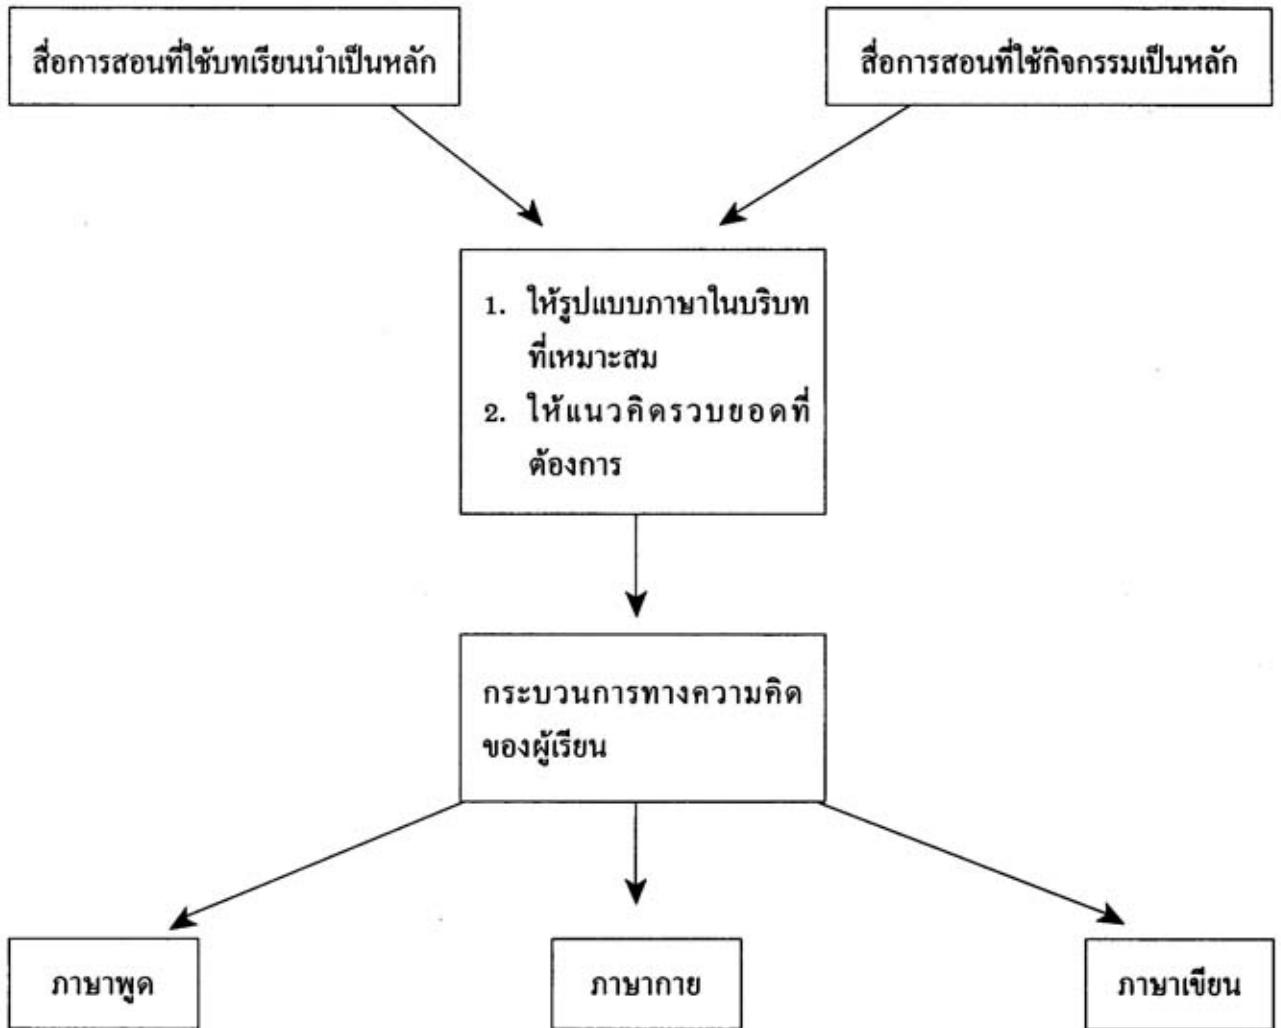 สื่อการสอนที่ใช้บทเรียนนำเป็นหลัก
สื่อการสอนที่ใช้กิจกรรมเป็นหลัก
1. ให้รูปแบบภาษาในบริบท
ที่เหมาะสม
2. ให้แนวคิดรวบยอดที่
ต้องการ
กระบวนการทางความคิด
ของผู้เรียน
ภาษาพูด
ภาษากาย
ภาษาเขียน